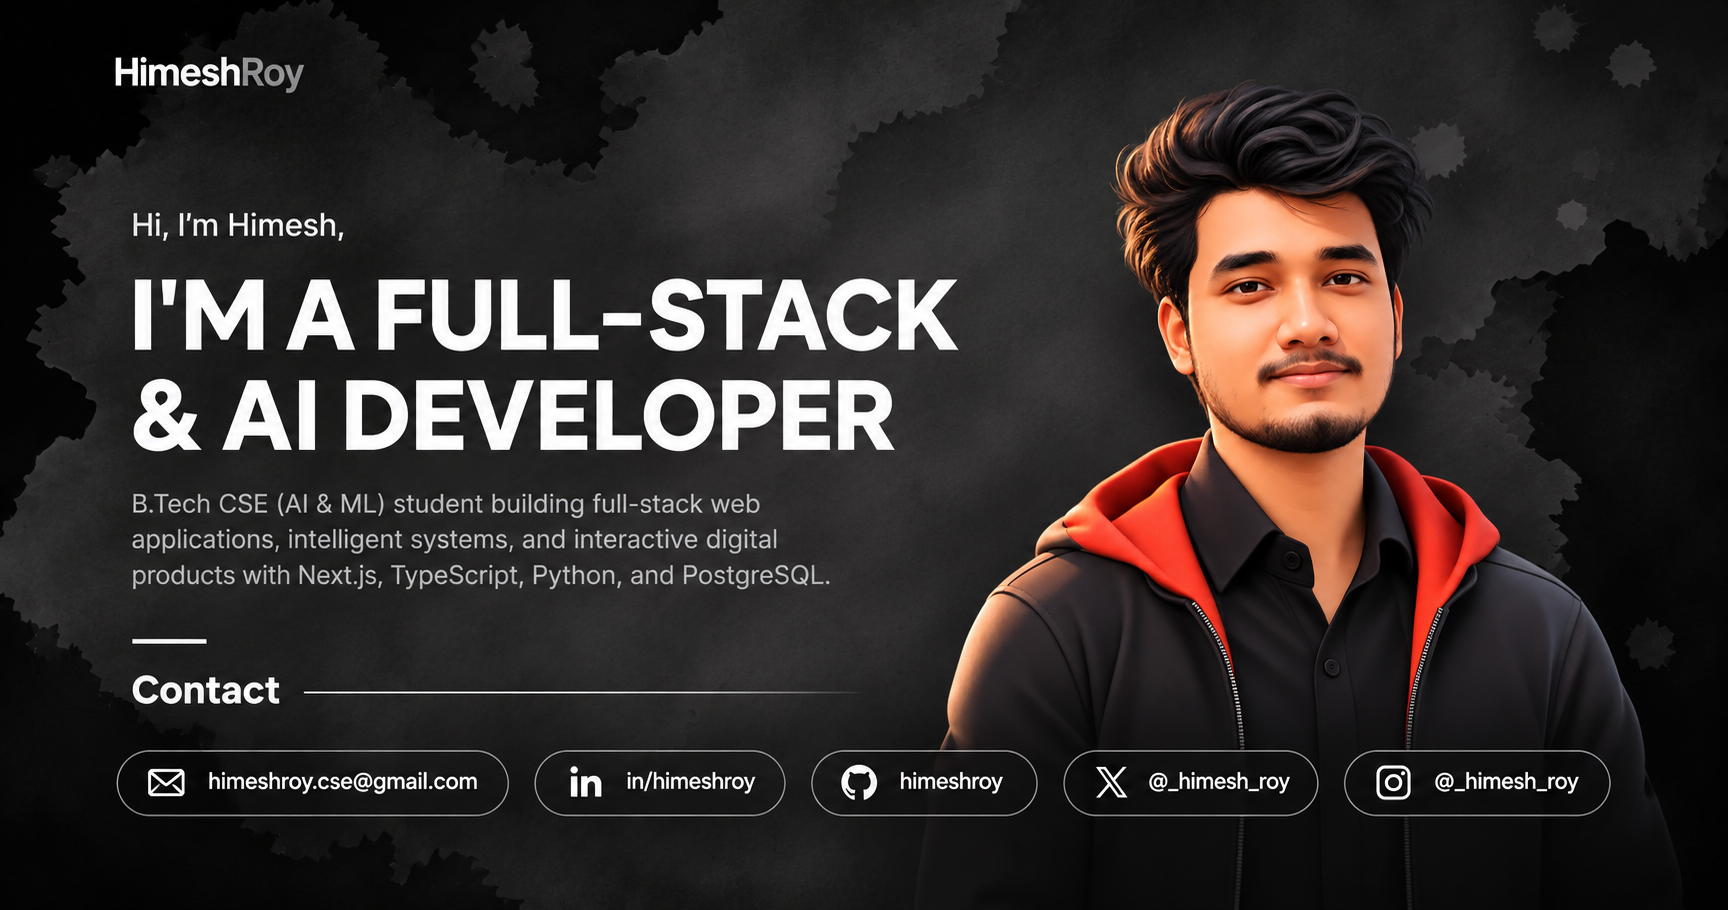 HimeshRoy
Hi, I’m Himesh,
I'M A FULL-STACK
& AI DEVELOPER
B.Tech CSE (AI & ML) student building full-stack web
applications, intelligent systems, and interactive digital
products with Next.js, TypeScript, Python, and PostgreSQL.
Contact
himeshroy.cse@gmail.com
in/himeshroy
himeshroy
@_himesh_roy
@_himesh_roy